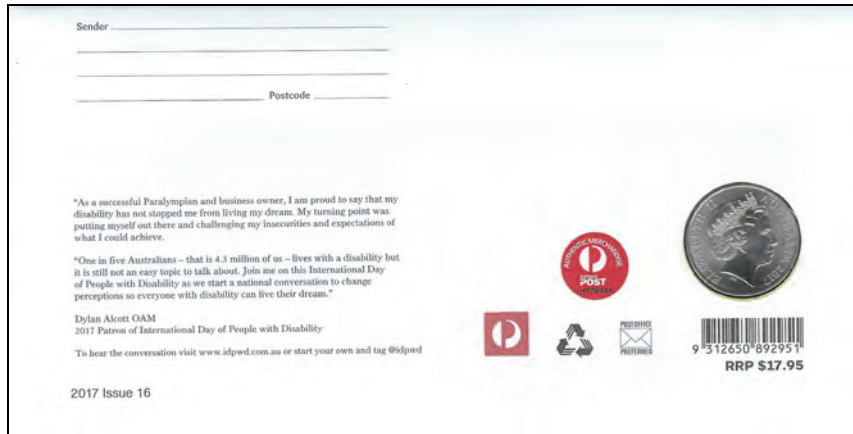 Sender
Postcode
"As a successful Paralympian and business owner, I am proud to say that my
disability has not stopped me from living my dream. My turning point was
putting myself out there and challenging my insecurities and expectations of
what I could achieve.
"One in five Australians – that is 4.3 million of us – lives with a disability but
it is still not an easy topic to talk about. Join me on this International Day
of People with Disability as we start a national conversation to change
perceptions so everyone with disability can live their dream."
Dylan Alcott OAM
2017 Patron of International Day of People with Disability
To hear the conversation visit www.idpwd.com.au or start your own and tag @idpwd
2017 Issue 16
AUTHENTIC MERCHANDISE
POST
POST OFFICE
PREFERRED
ELIZABETH II AUSTRALIA 2017
9 312650 892951
RRP $17.95